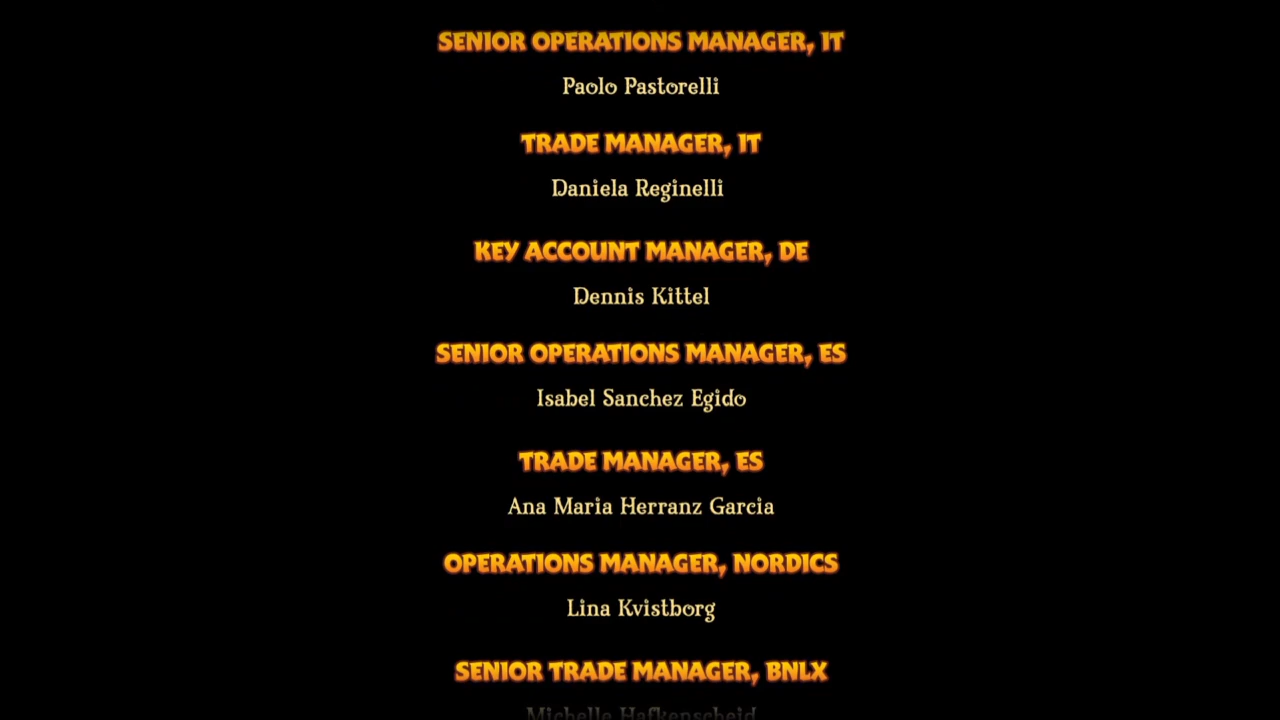 SENIOR OPERATIONS MANAGER, IT
Paolo Pastorelli
TRADE MANAGER, IT
Daniela Reginelli
KEY ACCOUNT MANAGER, DE
Dennis Kittel
SENIOR OPERATIONS MANAGER, ES
Isabel Sanchez Egido
TRADE MANAGER, ES
Ana Maria Herranz Garcia
OPERATIONS MANAGER, NORDICS
Lina Kvistborg
SENIOR TRADE MANAGER, BNLX
Michelle Hafkenscheid